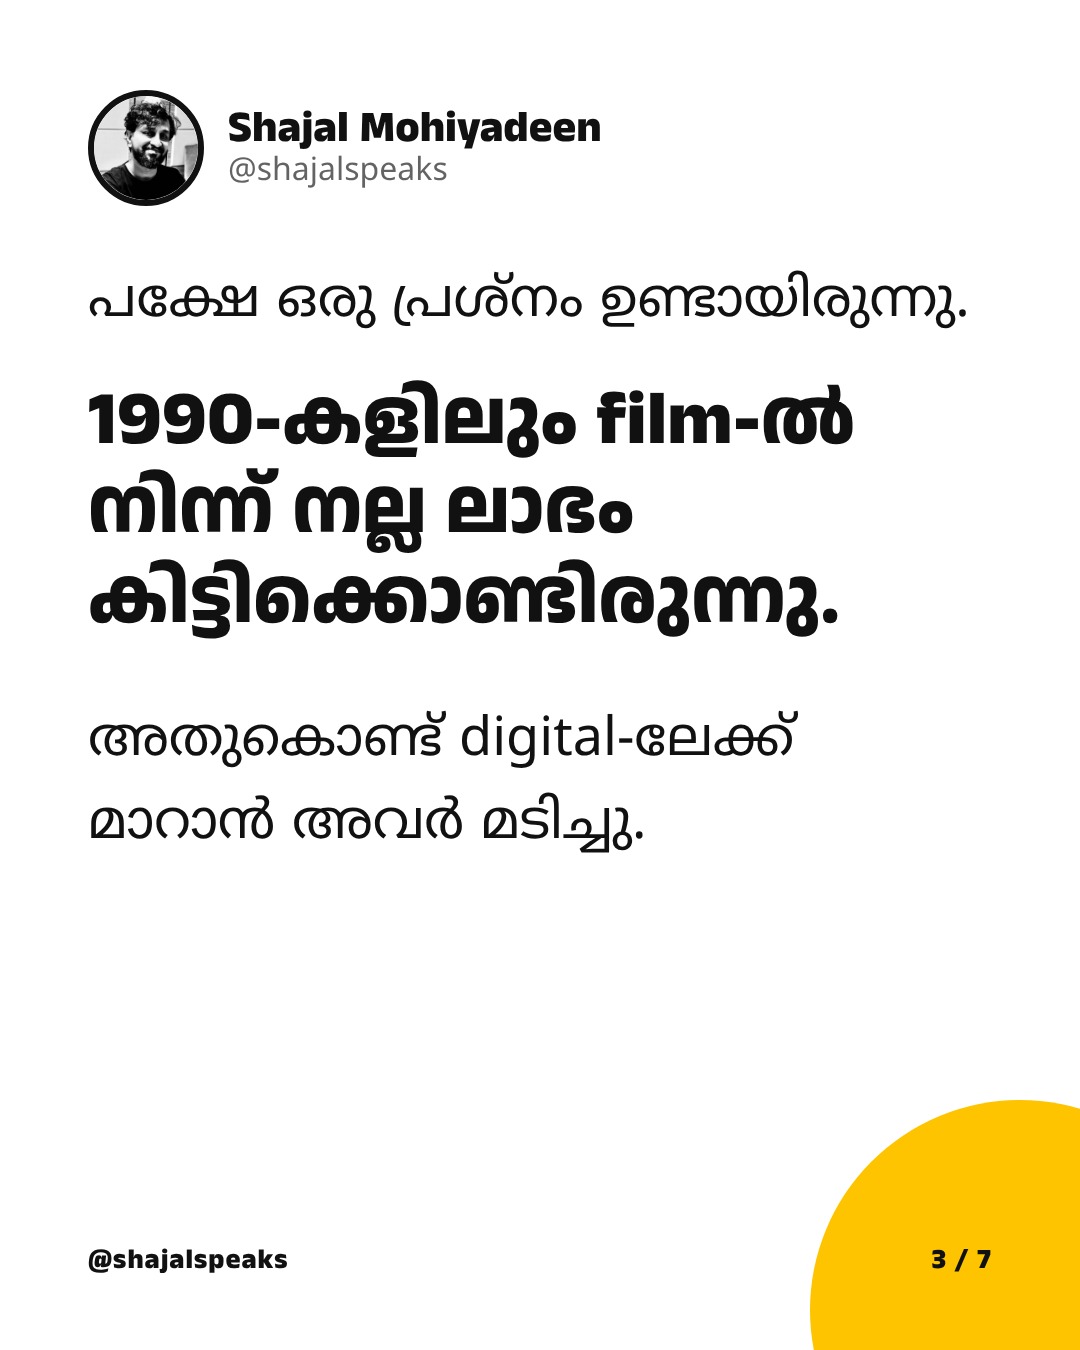 Shajal Mohiyadeen
@shajalspeaks
പക്ഷേ ഒരു പ്രശ്നം ഉണ്ടായിരുന്നു.
1990-കളിലും film-ൽ
നിന്ന് നല്ല ലാഭം
കിട്ടിക്കൊണ്ടിരുന്നു.
അതുകൊണ്ട് digital-ലേക്ക്
മാറാൻ അവർ മടിച്ചു.
@shajalspeaks
3 / 7